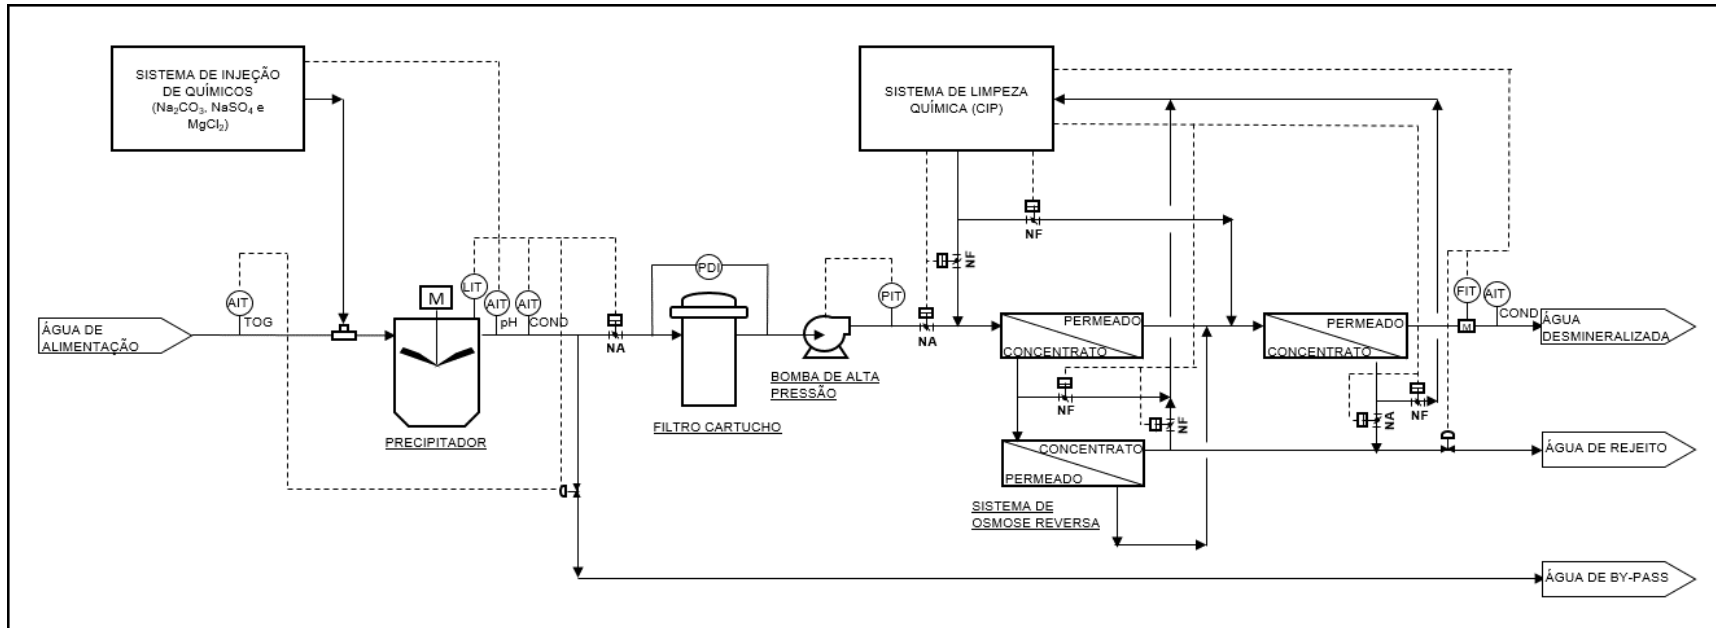 SISTEMA DE INJEÇÃO
DE QUÍMICOS
(Na₂CO₃, NaSO₄ e
MgCl₂)
SISTEMA DE LIMPEZA
QUÍMICA (CIP)
NF
NF
PDI
LIT
AIT
TOG
M
AIT
pH
AIT
COND
NA
PIT
NA
FIT
M
AIT
COND
ÁGUA DE
ALIMENTAÇÃO
PERMEADO
CONCENTRATO
PERMEADO
CONCENTRATO
ÁGUA
DESMINERALIZADA
BOMBA DE ALTA
PRESSÃO
NF
NF
NA
NF
PRECIPITADOR
FILTRO CARTUCHO
CONCENTRATO
PERMEADO
ÁGUA DE REJEITO
SISTEMA DE
OSMOSE REVERSA
ÁGUA DE BY-PASS